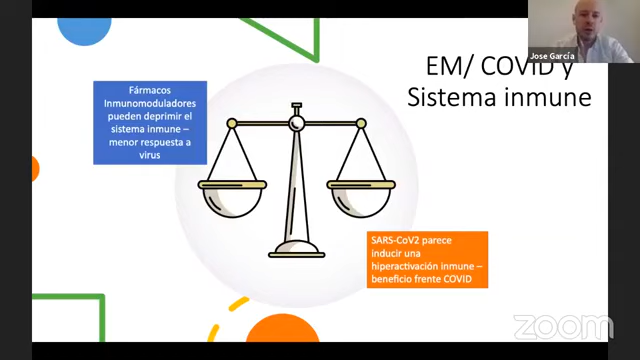 Jose García
EM/ COVID y
Sistema inmune
Fármacos
Inmunomoduladores
pueden deprimir el
sistema inmune –
menor respuesta a
virus
SARS-CoV2 parece
inducir una
hiperactivación inmune –
beneficio frente COVID
zoom